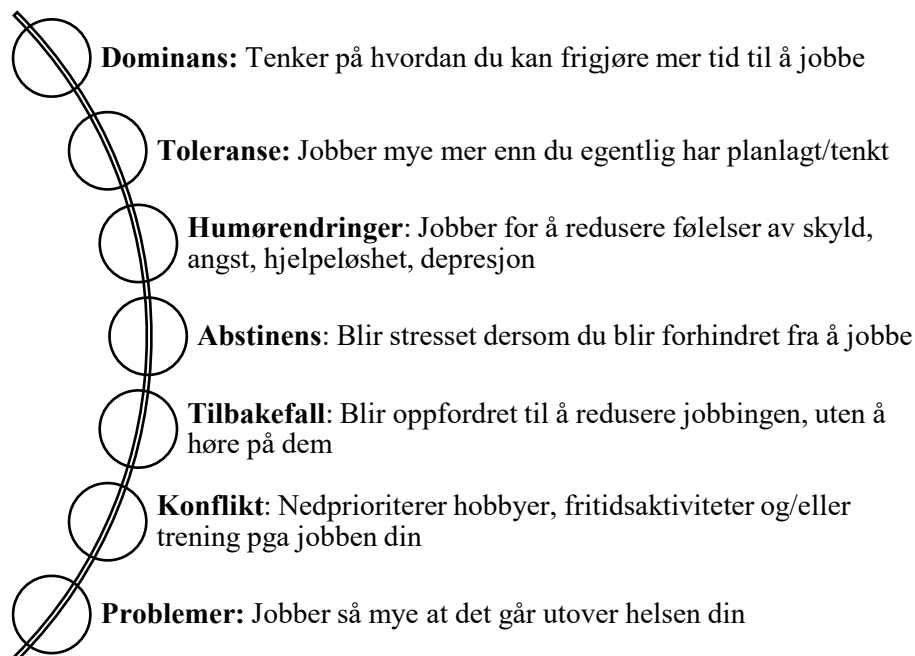 Dominans: Tenker på hvordan du kan frigjøre mer tid til å jobbe
Toleranse: Jobber mye mer enn du egentlig har planlagt/tenkt
Humørendringer: Jobber for å redusere følelser av skyld,
angst, hjelpeløshet, depresjon
Abstinens: Blir stresset dersom du blir forhindret fra å jobbe
Tilbakefall: Blir oppfordret til å redusere jobbingen, uten å
høre på dem
Konflikt: Nedprioriterer hobbyer, fritidsaktiviteter og/eller
trening pga jobben din
Problemer: Jobber så mye at det går utover helsen din